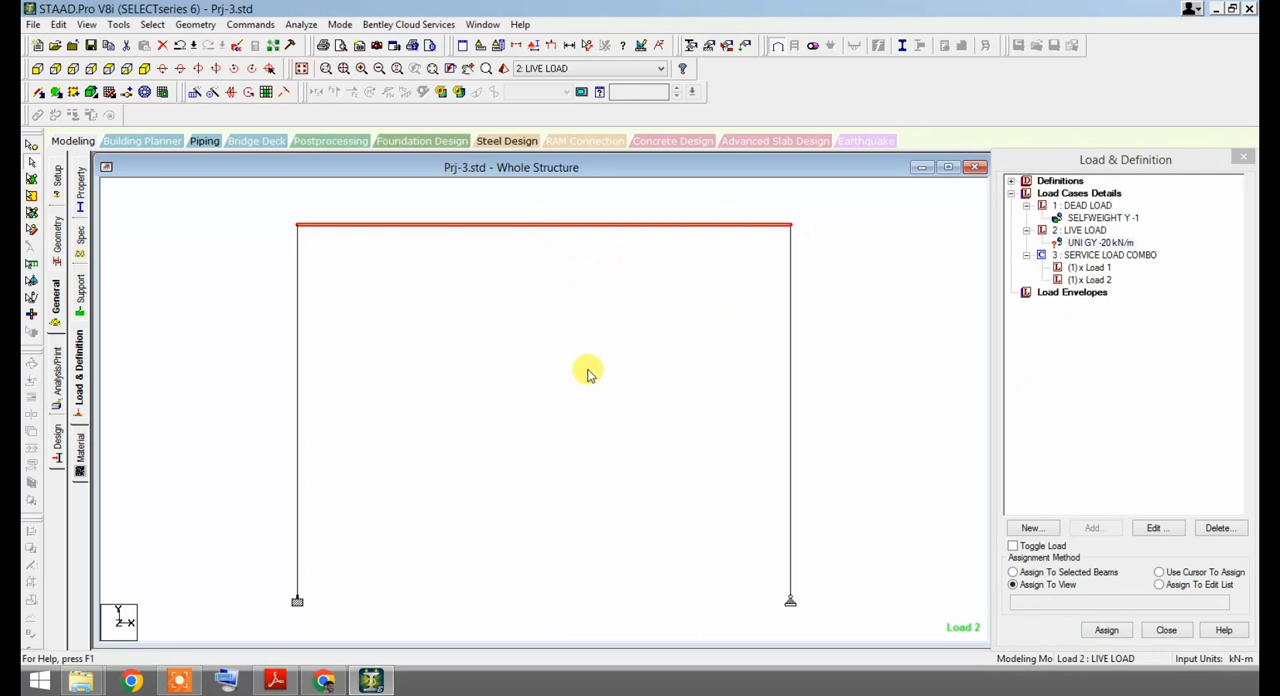 STAAD.Pro V8i (SELECTseries 6) - Prj-3.std
File Edit View Tools Select Geometry Commands Analyze Mode Bentley Cloud Services Window Help
2: LIVE LOAD
Modeling Building Planner Piping Bridge Deck Postprocessing Foundation Design Steel Design RAM Connection Concrete Design Advanced Slab Design Earthquake
Setup
Geometry
General
Analysis/Print
Design
Property
Spec
Support
Load & Definition
Material
Prj-3.std - Whole Structure
Y
Z X
Load 2
Load & Definition
Definitions
Load Cases Details
1 : DEAD LOAD
SELFWEIGHT Y -1
2 : LIVE LOAD
UNI GY -20 kN/m
3 : SERVICE LOAD COMBO
(1) x Load 1
(1) x Load 2
Load Envelopes
New... Add... Edit ... Delete...
Toggle Load
Assignment Method
Assign To Selected Beams Use Cursor To Assign
Assign To View Assign To Edit List
Assign Close Help
For Help, press F1 Modeling Mo Load 2 : LIVE LOAD Input Units: kN-m